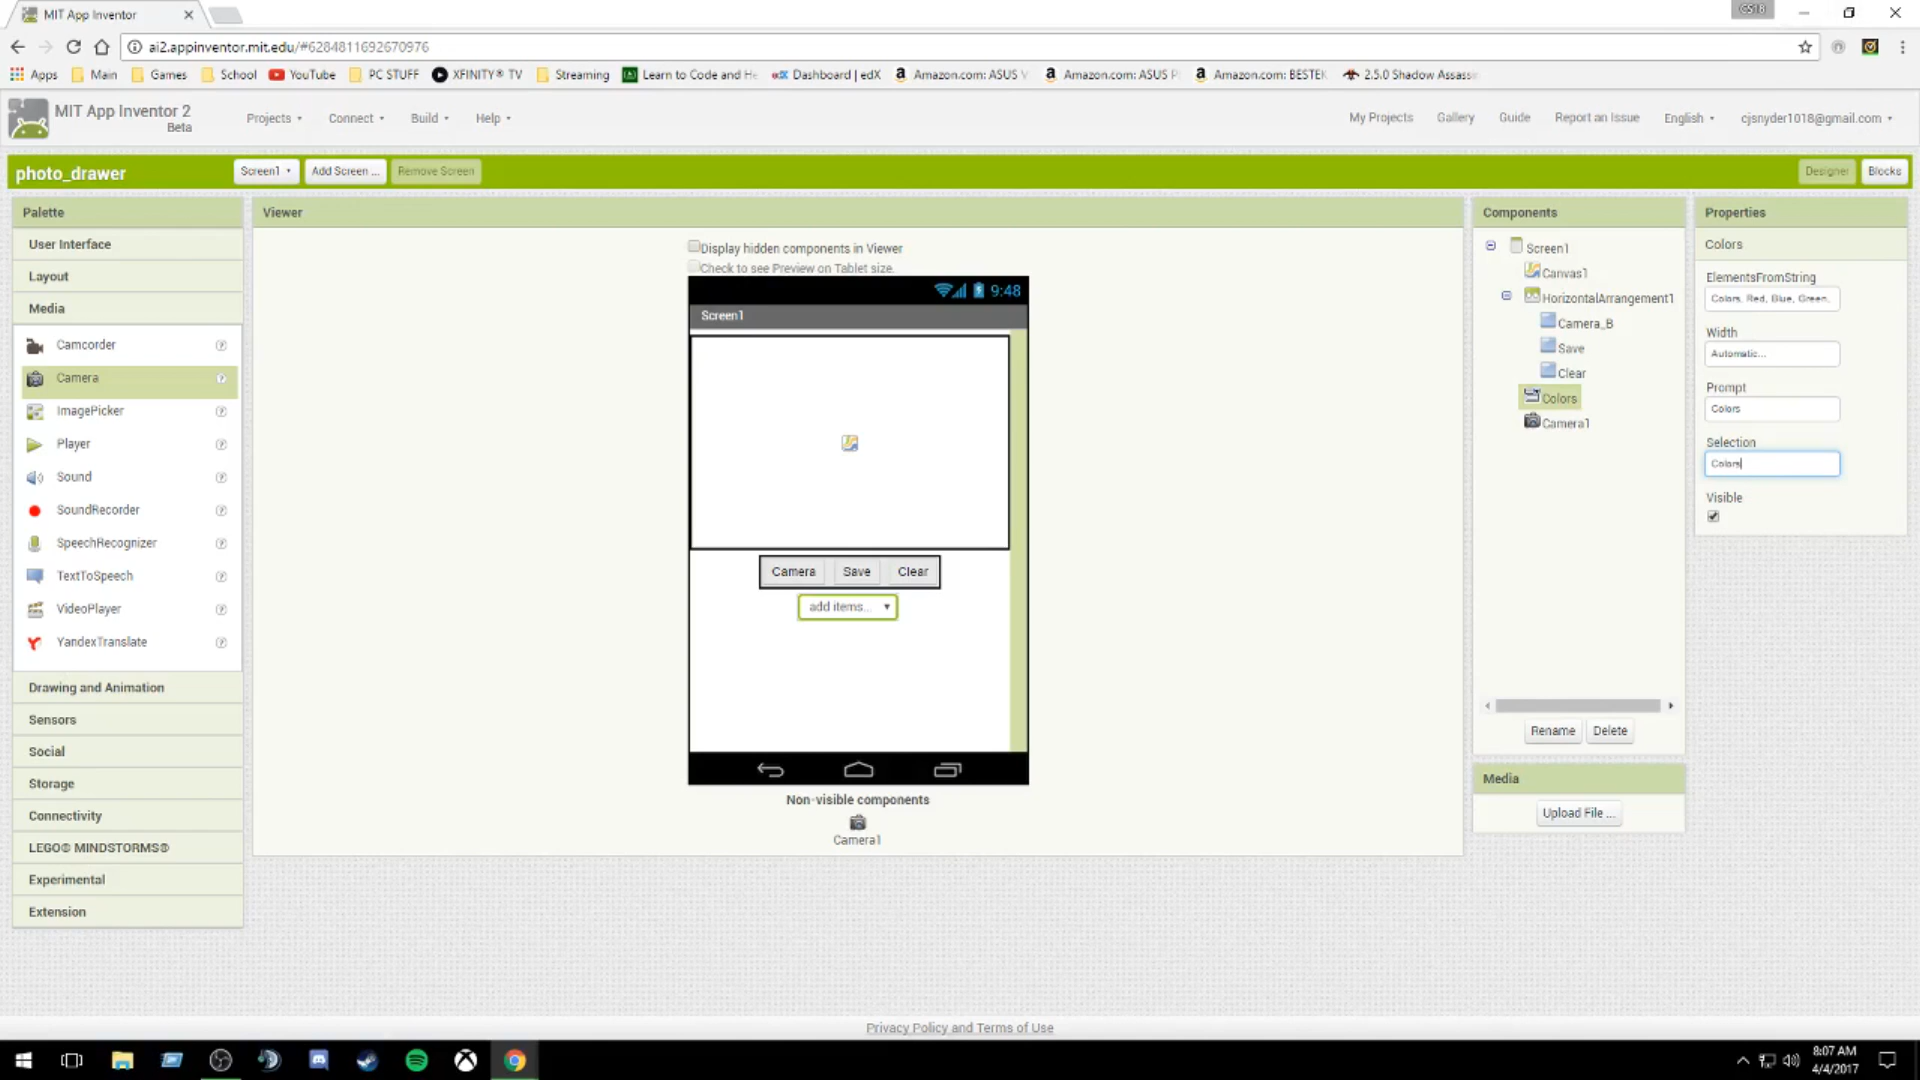 MIT App Inventor
CS18
ai2.appinventor.mit.edu/#6284811692670976
Apps
Main
Games
School
YouTube
PC STUFF
XFINITY® TV
Streaming
Learn to Code and He
Dashboard | edX
Amazon.com: ASUS V
Amazon.com: ASUS P
Amazon.com: BESTEK
2.5.0 Shadow Assassi
MIT App Inventor 2
Beta
Projects
Connect
Build
Help
My Projects
Gallery
Guide
Report an Issue
English
cjsnyder1018@gmail.com
photo_drawer
Screen1
Add Screen ...
Remove Screen
Designer
Blocks
Palette
User Interface
Layout
Media
Camcorder
Camera
ImagePicker
Player
Sound
SoundRecorder
SpeechRecognizer
TextToSpeech
VideoPlayer
YandexTranslate
Drawing and Animation
Sensors
Social
Storage
Connectivity
LEGO® MINDSTORMS®
Experimental
Extension
Viewer
Display hidden components in Viewer
Check to see Preview on Tablet size.
9:48
Screen1
Camera
Save
Clear
add items...
Non-visible components
Camera1
Components
Screen1
Canvas1
HorizontalArrangement1
Camera_B
Save
Clear
Colors
Camera1
Rename
Delete
Media
Upload File ...
Properties
Colors
ElementsFromString
Colors, Red, Blue, Green,
Width
Automatic...
Prompt
Colors
Selection
Colors
Visible
Privacy Policy and Terms of Use
8:07 AM
4/4/2017